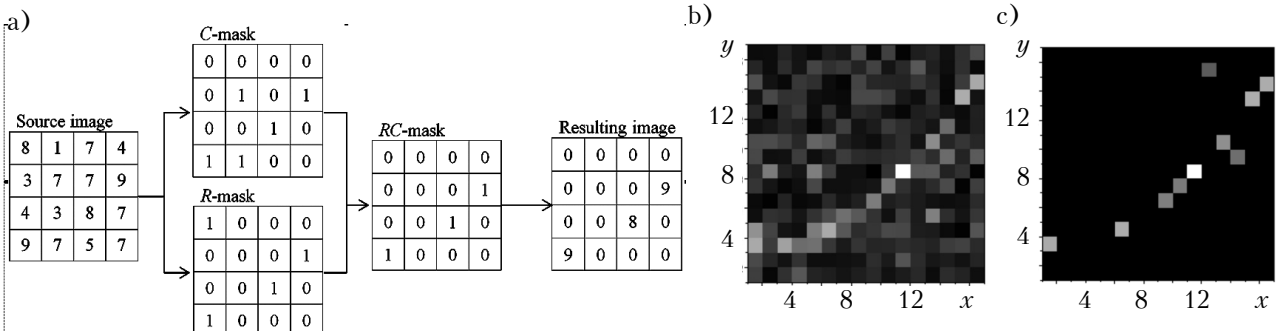 a)
Source image
8 1 7 4
3 7 7 9
4 3 8 7
9 7 5 7
C-mask
0 0 0 0
0 1 0 1
0 0 1 0
1 1 0 0
R-mask
1 0 0 0
0 0 0 1
0 0 1 0
1 0 0 0
RC-mask
0 0 0 0
0 0 0 1
0 0 1 0
1 0 0 0
Resulting image
0 0 0 0
0 0 0 9
0 0 8 0
9 0 0 0
b)
y
12
8
4
4 8 12 x
c)
y
12
8
4
4 8 12 x